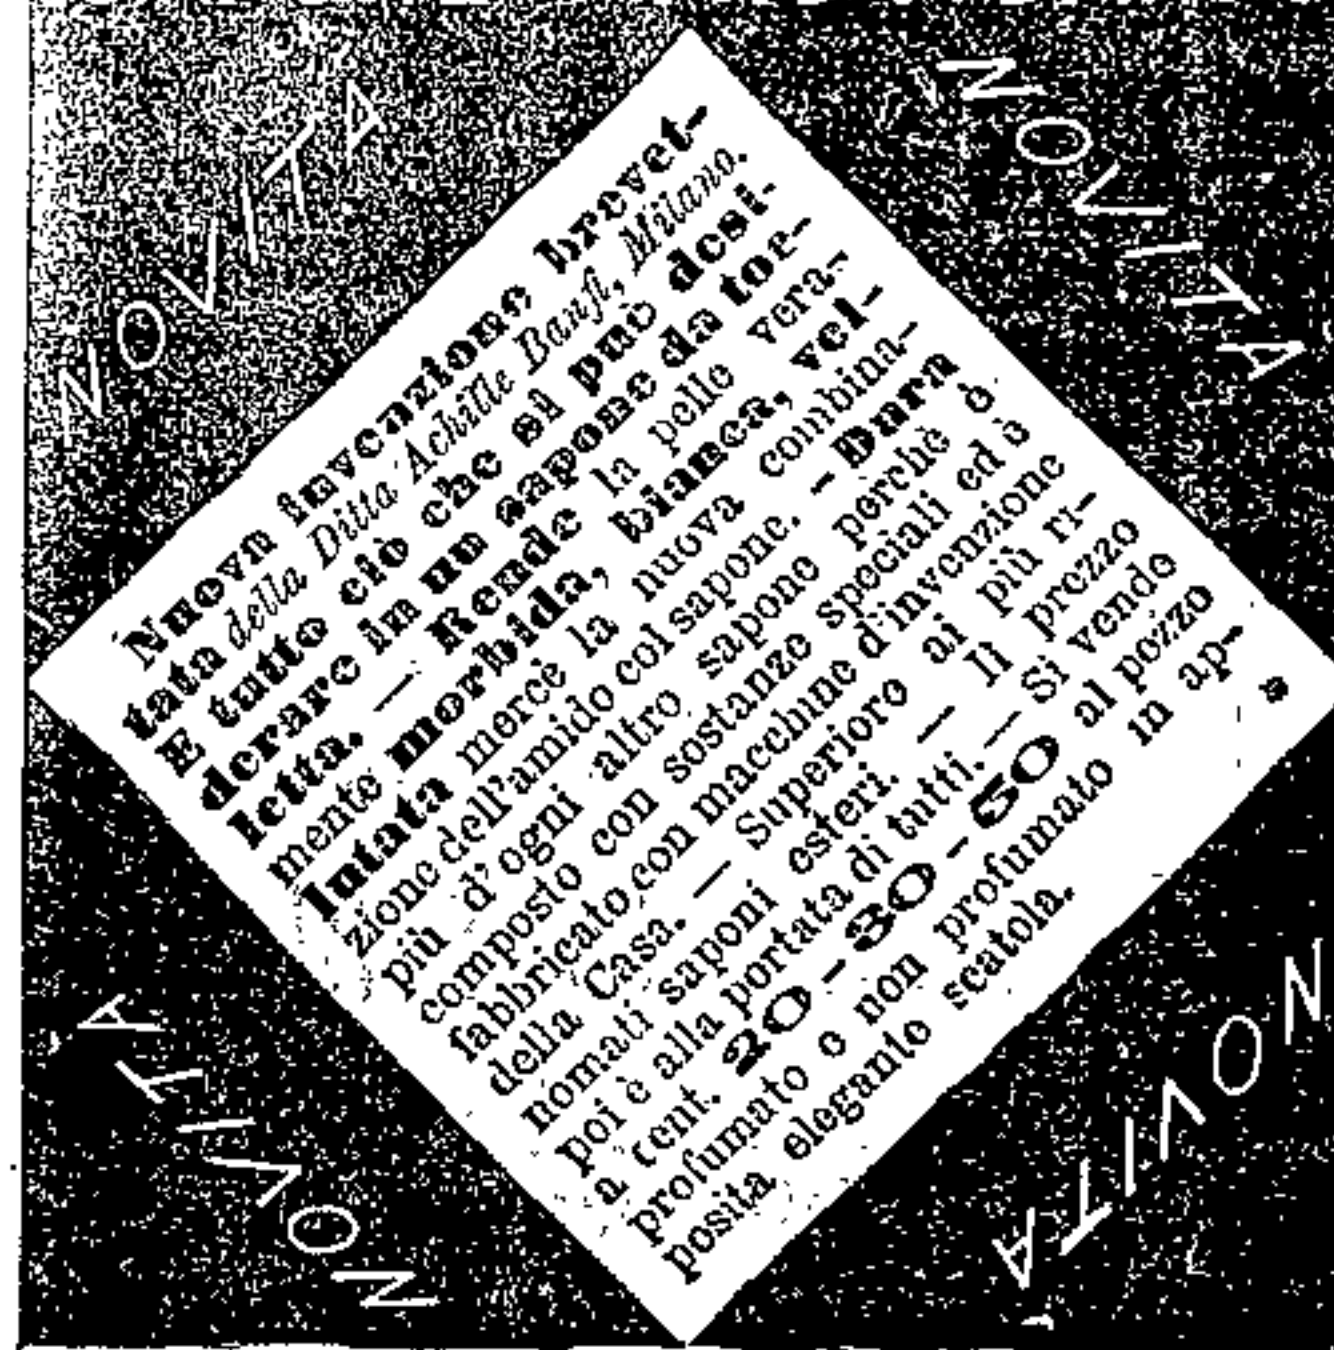 NOVITA
NOVITA
Nuova invenzione brevet-
tata della Ditta Achille Banfi, Milano.
E tutto ciò che si può desi-
derare in un sapone da toe-
letta. — Rende la pelle vera-
mente morbida, bianca, vel-
lutata mercè la nuova combina-
zione dell'amido col sapone. - Dura
più d'ogni altro sapone perchè è
composto con sostanze speciali ed è
fabbricato con macchine d'invenzione
della Casa. — Superiore ai più ri-
nomati saponi esteri. — Il prezzo
poi è alla portata di tutti. — Si vende
a cent. 20 - 30 - 50 al pezzo
profumato o non profumato in ap-
posita elegante scatola.
NOVITA
NOVITA